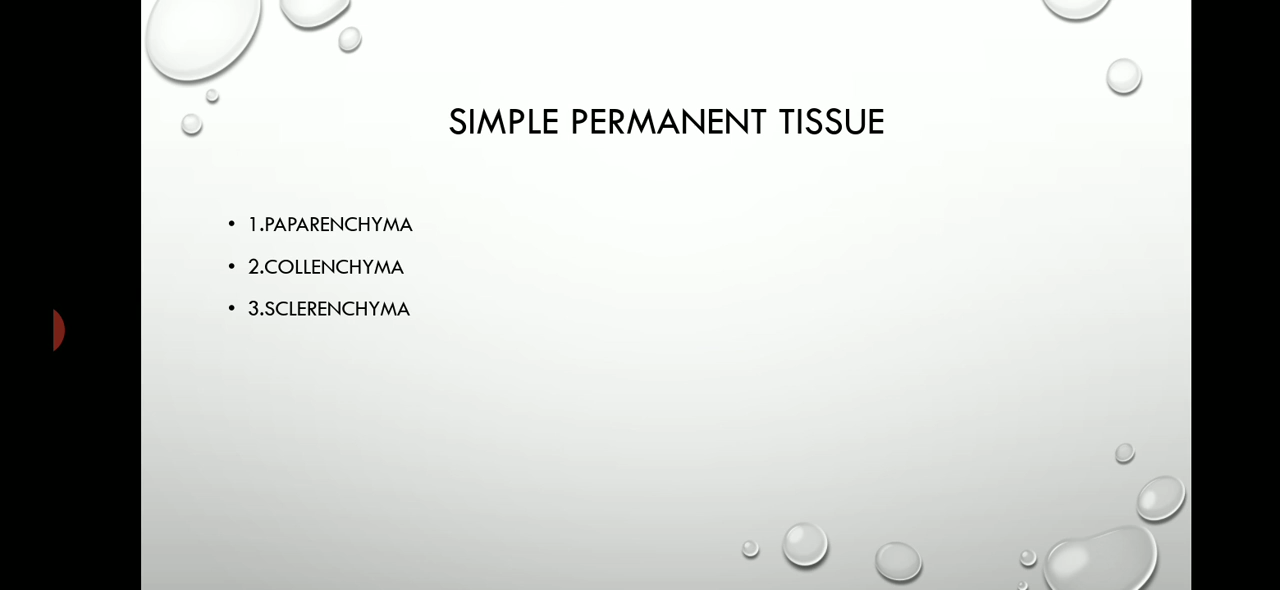 SIMPLE PERMANENT TISSUE
• 1.PAPARENCHYMA
• 2.COLLENCHYMA
• 3.SCLERENCHYMA